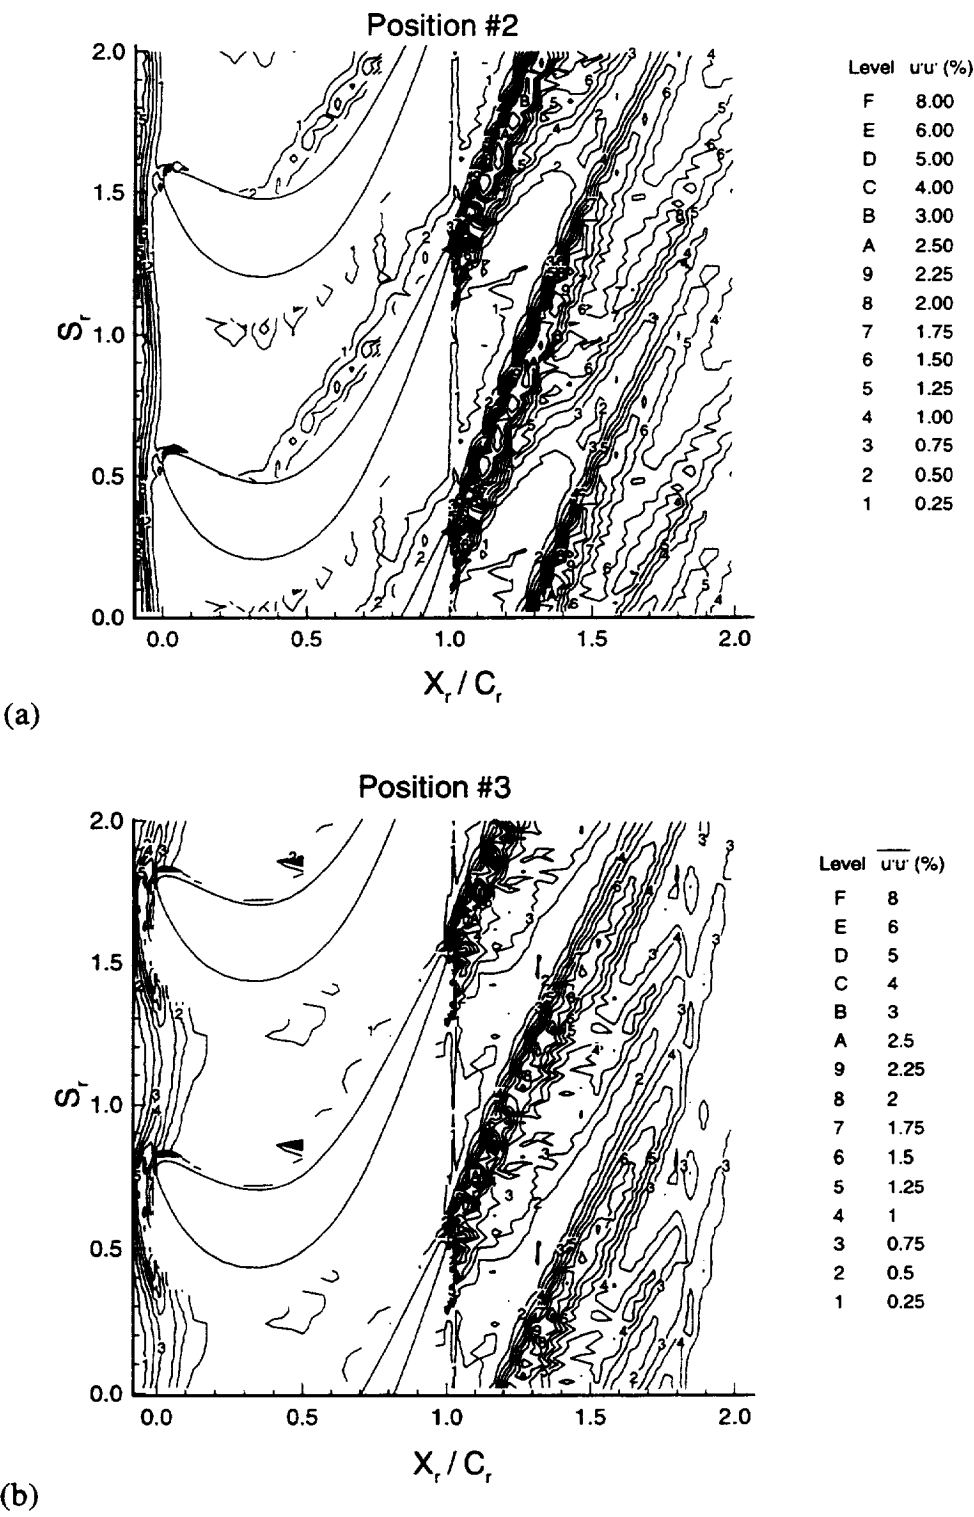 Position #2
2.0
1.5
1.0
0.5
0.0
S_r
0.0 0.5 1.0 1.5 2.0
X_r / C_r
Level u'u' (%)
F 8.00
E 6.00
D 5.00
C 4.00
B 3.00
A 2.50
9 2.25
8 2.00
7 1.75
6 1.50
5 1.25
4 1.00
3 0.75
2 0.50
1 0.25
(a)
Position #3
2.0
1.5
1.0
0.5
0.0
S_r
0.0 0.5 1.0 1.5 2.0
X_r / C_r
Level u'u' (%)
F 8
E 6
D 5
C 4
B 3
A 2.5
9 2.25
8 2
7 1.75
6 1.5
5 1.25
4 1
3 0.75
2 0.5
1 0.25
(b)